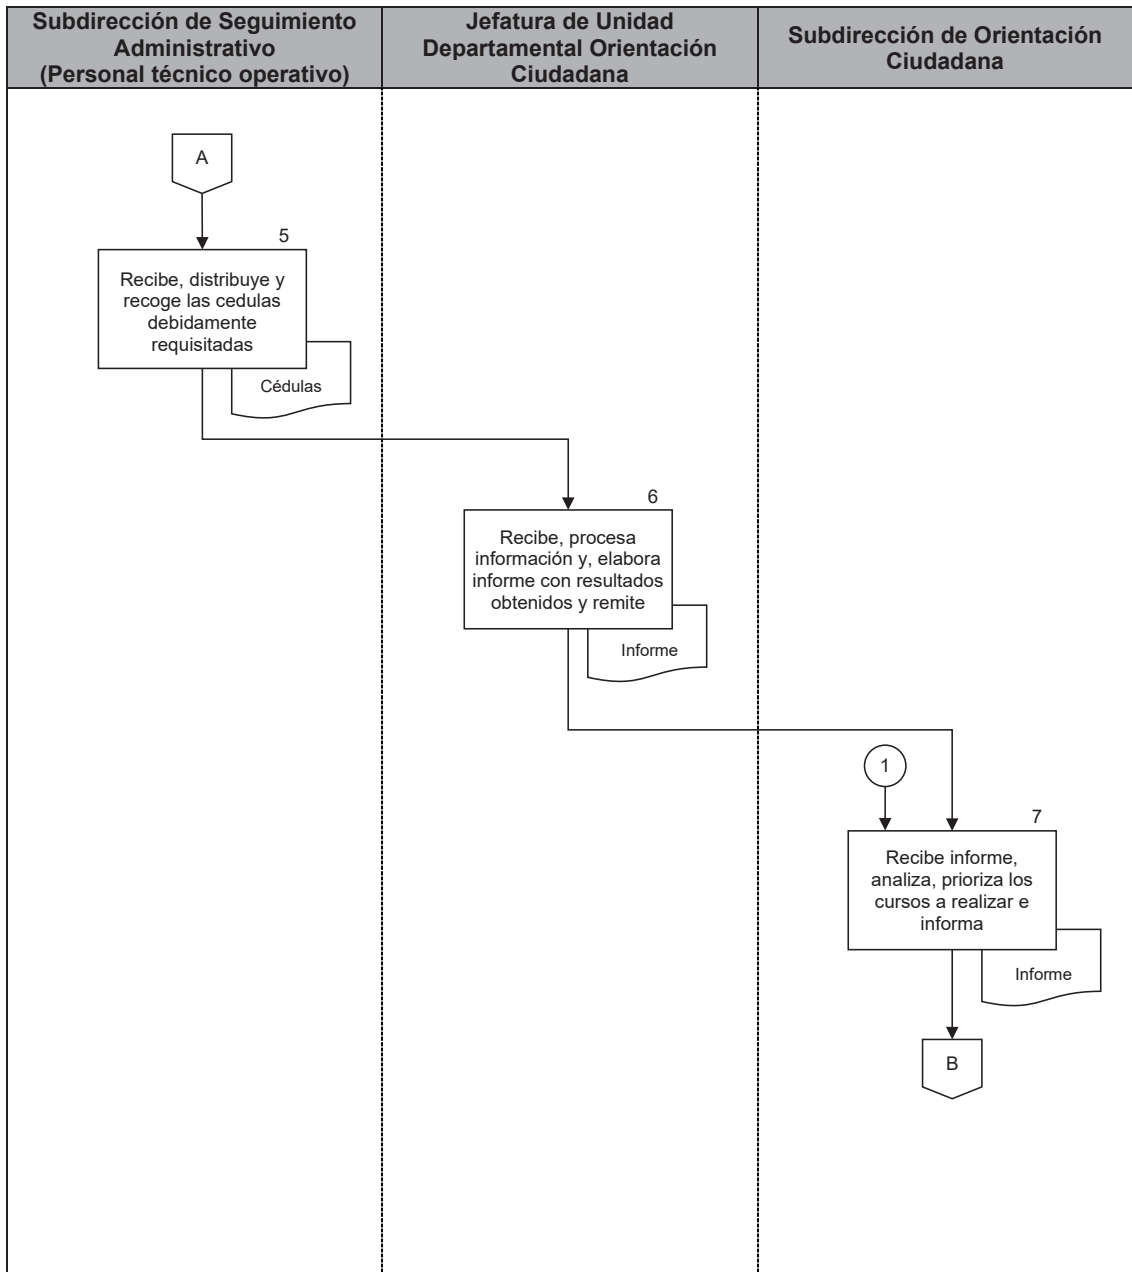 Subdirección de Seguimiento
Administrativo
(Personal técnico operativo)
Jefatura de Unidad
Departamental Orientación
Ciudadana
Subdirección de Orientación
Ciudadana
A
5
Recibe, distribuye y
recoge las cedulas
debidamente
requisitadas
Cédulas
6
Recibe, procesa
información y, elabora
informe con resultados
obtenidos y remite
Informe
1
7
Recibe informe,
analiza, prioriza los
cursos a realizar e
informa
Informe
B